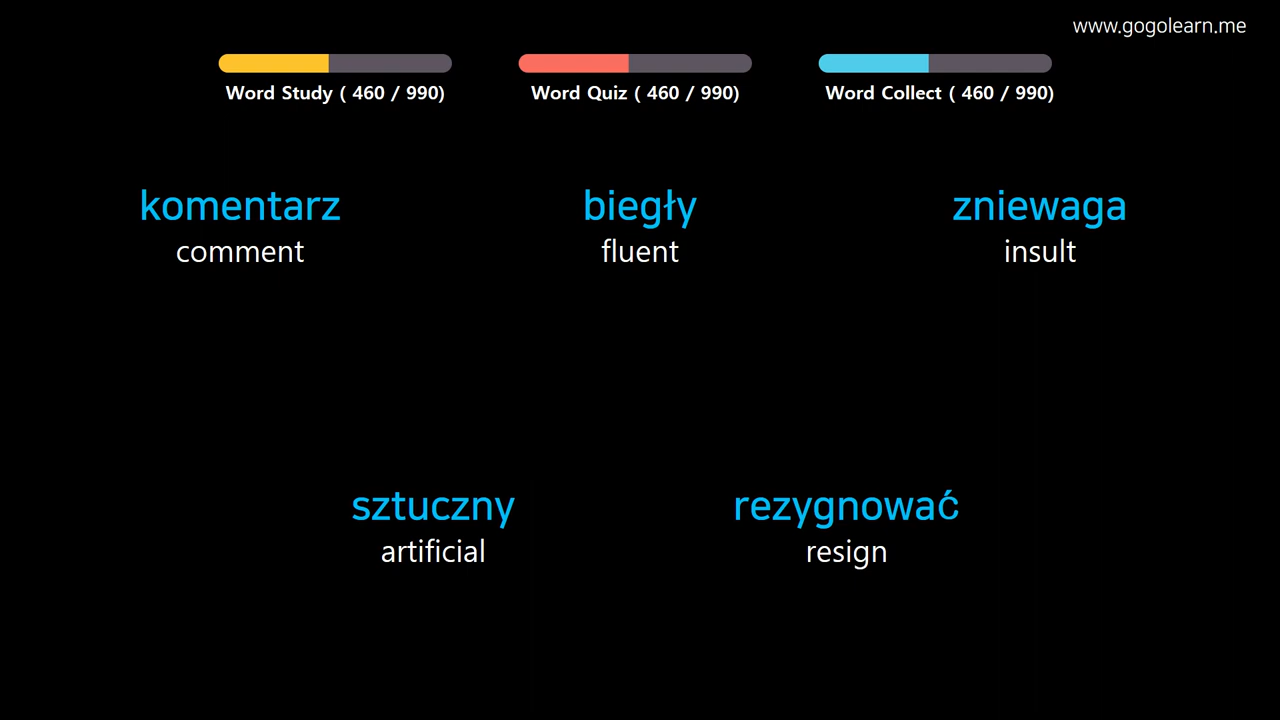 www.gogolearn.me
Word Study ( 460 / 990)
Word Quiz ( 460 / 990)
Word Collect ( 460 / 990)
komentarz
comment
biegły
fluent
zniewaga
insult
sztuczny
artificial
rezygnować
resign